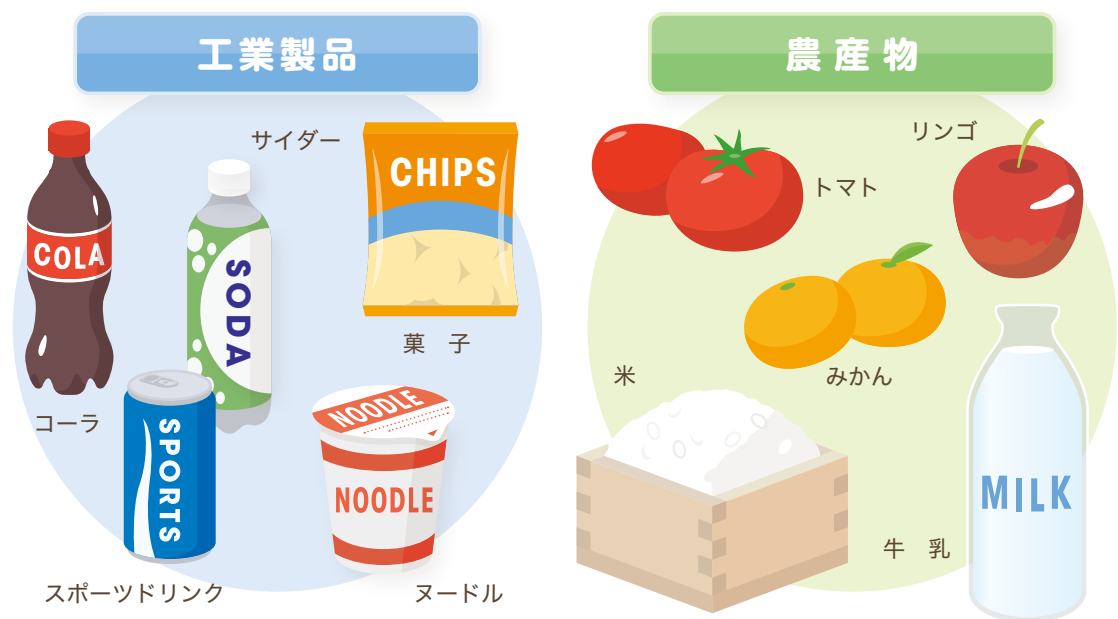 工業製品
サイダー
CHIPS
COLA
SODA
菓 子
コーラ
SPORTS
NOODLE
NOODLE
スポーツドリンク
ヌードル
農産物
リンゴ
トマト
みかん
米
MILK
牛 乳